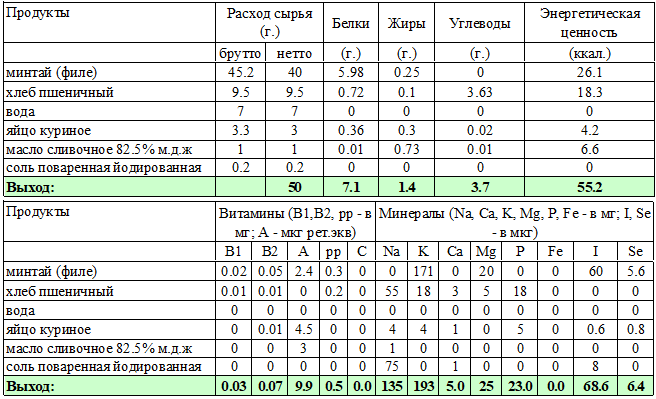 Продукты Расход сырья Белки Жиры Углеводы Энергетическая
(г.) ценность
(г.) (г.) (г.) (ккал.)
брутто нетто
минтай (филе) 45.2 40 5.98 0.25 0 26.1
хлеб пшеничный 9.5 9.5 0.72 0.1 3.63 18.3
вода 7 7 0 0 0 0
яйцо куриное 3.3 3 0.36 0.3 0.02 4.2
масло сливочное 82.5% м.д.ж 1 1 0.01 0.73 0.01 6.6
соль поваренная йодированная 0.2 0.2 0 0 0 0
Выход: 50 7.1 1.4 3.7 55.2
Продукты Витамины (B1,B2, pp - в Минералы (Na, Ca, K, Mg, P, Fe - в мг; I, Se
мг; A - мкг рет.экв) - в мкг)
B1 B2 A pp C Na K Ca Mg P Fe I Se
минтай (филе) 0.02 0.05 2.4 0.3 0 0 171 0 20 0 0 60 5.6
хлеб пшеничный 0.01 0.01 0 0.2 0 55 18 3 5 18 0 0 0
вода 0 0 0 0 0 0 0 0 0 0 0 0 0
яйцо куриное 0 0.01 4.5 0 0 4 4 1 0 5 0 0.6 0.8
масло сливочное 82.5% м.д.ж 0 0 3 0 0 1 0 0 0 0 0 0 0
соль поваренная йодированная 0 0 0 0 0 75 0 1 0 0 0 8 0
Выход: 0.03 0.07 9.9 0.5 0.0 135 193 5.0 25 23.0 0.0 68.6 6.4